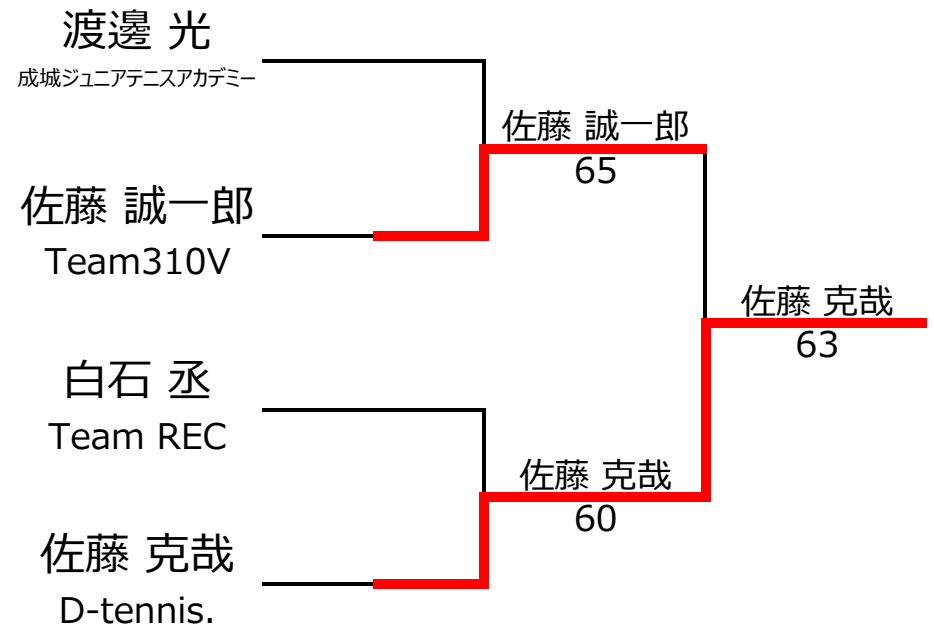 渡邊 光
成城ジュニアテニスアカデミー
佐藤 誠一郎
65
佐藤 誠一郎
Team310V
佐藤 克哉
63
白石 丞
Team REC
佐藤 克哉
60
佐藤 克哉
D-tennis.